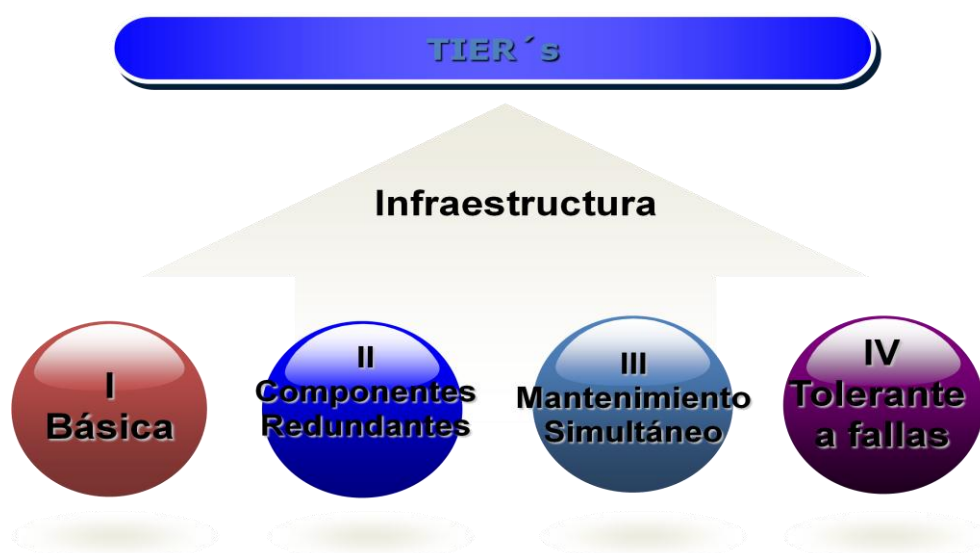 TIER´s
Infraestructura
I
Básica
II
Componentes
Redundantes
III
Mantenimiento
Simultáneo
IV
Tolerante
a fallas